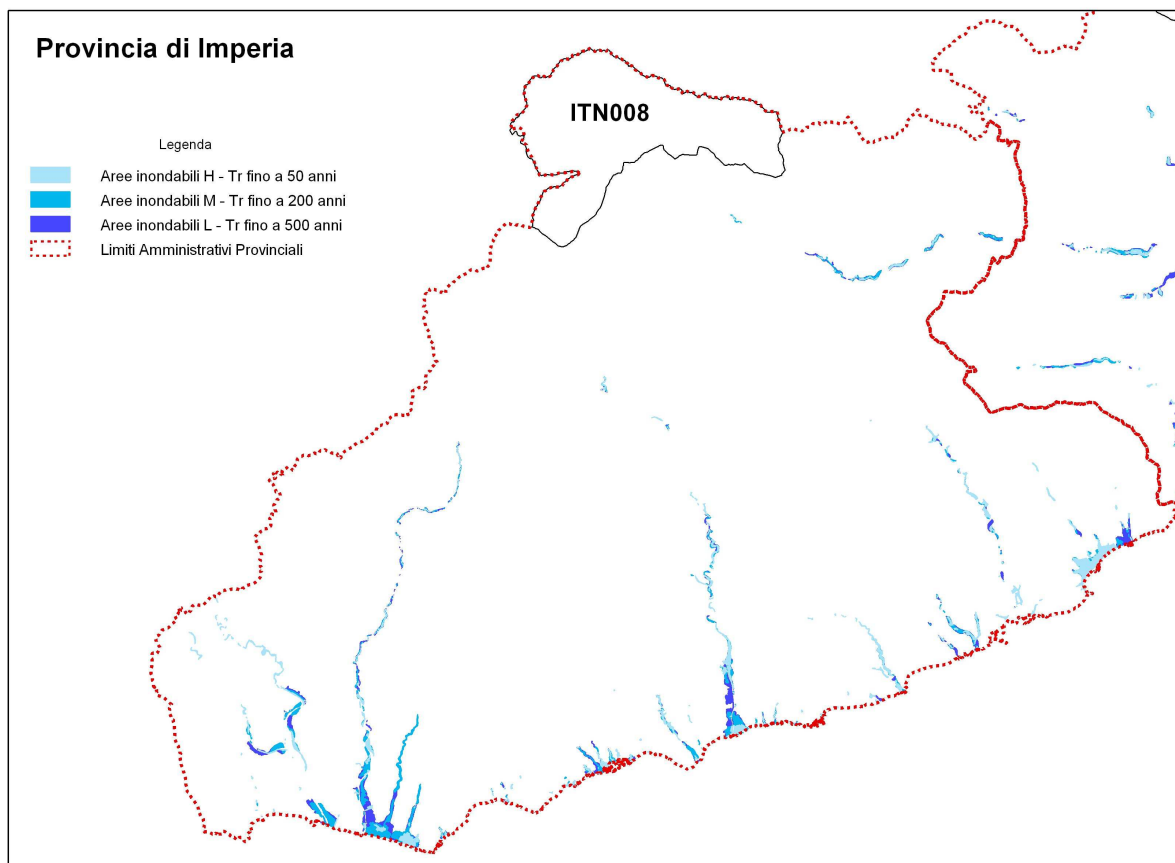 Provincia di Imperia
ITN008
Legenda
Aree inondabili H - Tr fino a 50 anni
Aree inondabili M - Tr fino a 200 anni
Aree inondabili L - Tr fino a 500 anni
Limiti Amministrativi Provinciali